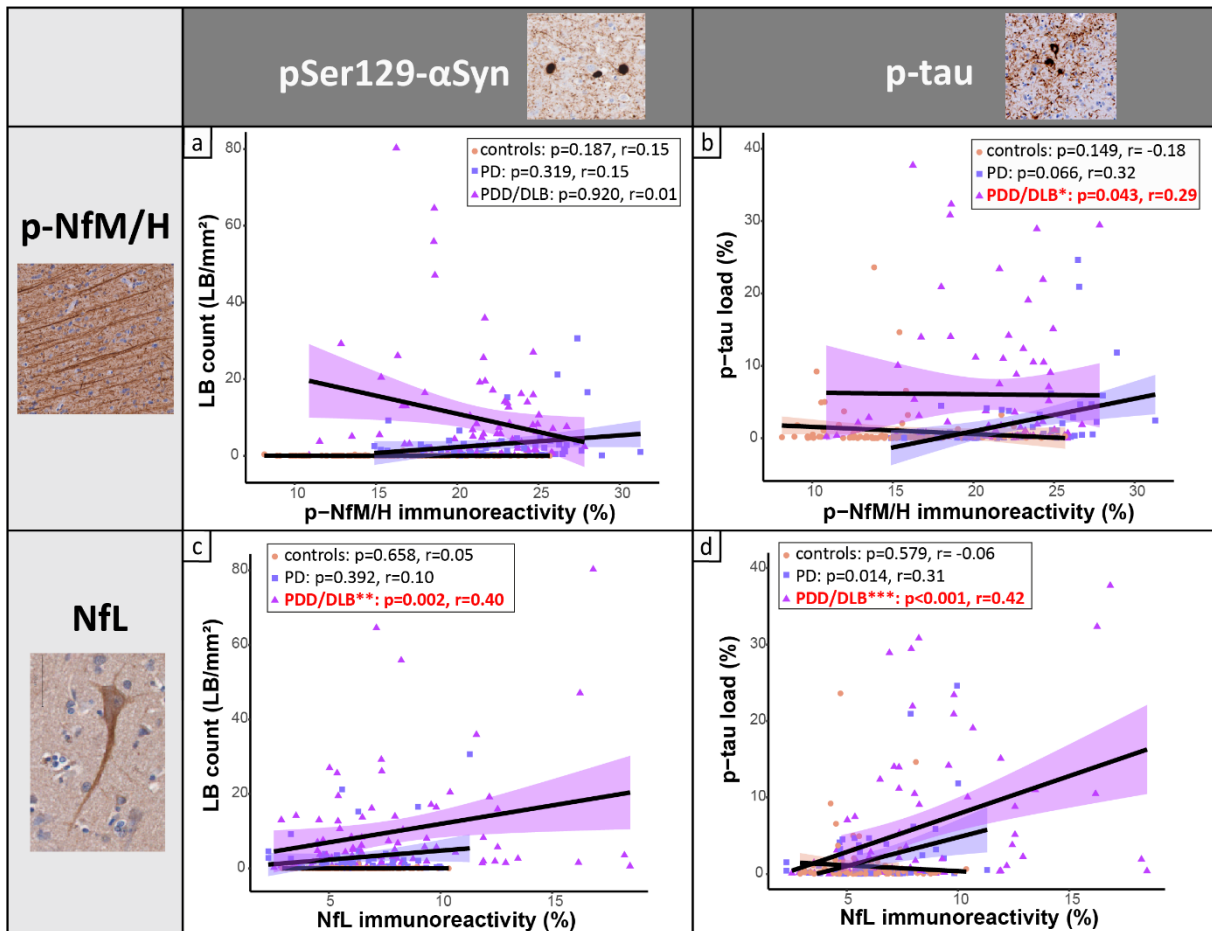 pSer129-αSyn
p-tau
p-NfM/H
a
controls: p=0.187, r=0.15
PD: p=0.319, r=0.15
PDD/DLB: p=0.920, r=0.01
LB count (LB/mm²)
80
60
40
20
0
10
15
20
25
30
p−NfM/H immunoreactivity (%)
b
controls: p=0.149, r= -0.18
PD: p=0.066, r=0.32
PDD/DLB*: p=0.043, r=0.29
p−tau load (%)
40
30
20
10
0
10
15
20
25
30
p−NfM/H immunoreactivity (%)
NfL
c
controls: p=0.658, r=0.05
PD: p=0.392, r=0.10
PDD/DLB**: p=0.002, r=0.40
LB count (LB/mm²)
80
60
40
20
0
5
10
15
NfL immunoreactivity (%)
d
controls: p=0.579, r= -0.06
PD: p=0.014, r=0.31
PDD/DLB***: p<0.001, r=0.42
p−tau load (%)
40
30
20
10
0
5
10
15
NfL immunoreactivity (%)